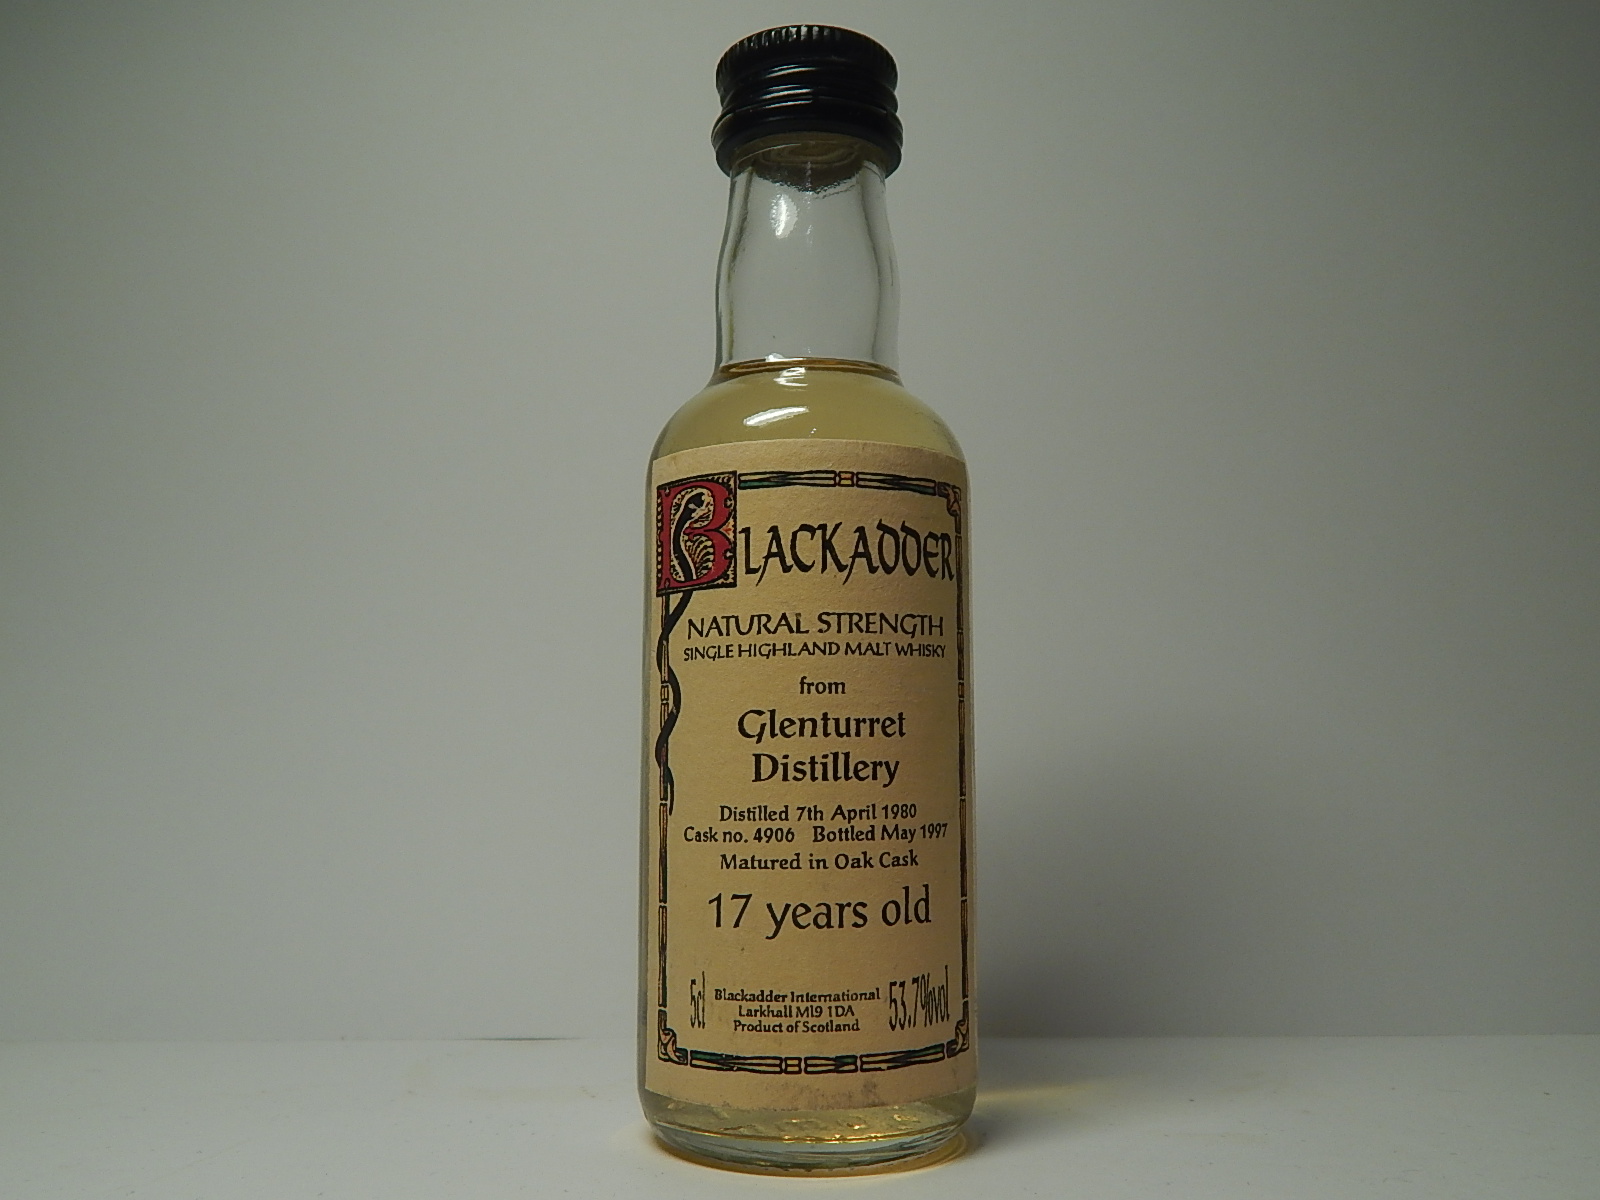 BLACKADDER
NATURAL STRENGTH
SINGLE HIGHLAND MALT WHISKY
from
Glenturret
Distillery
Distilled 7th April 1980
Cask no. 4906 Bottled May 1997
Matured in Oak Cask
17 years old
5cl Blackadder International 53.7%vol
Larkhall Ml9 1DA
Product of Scotland